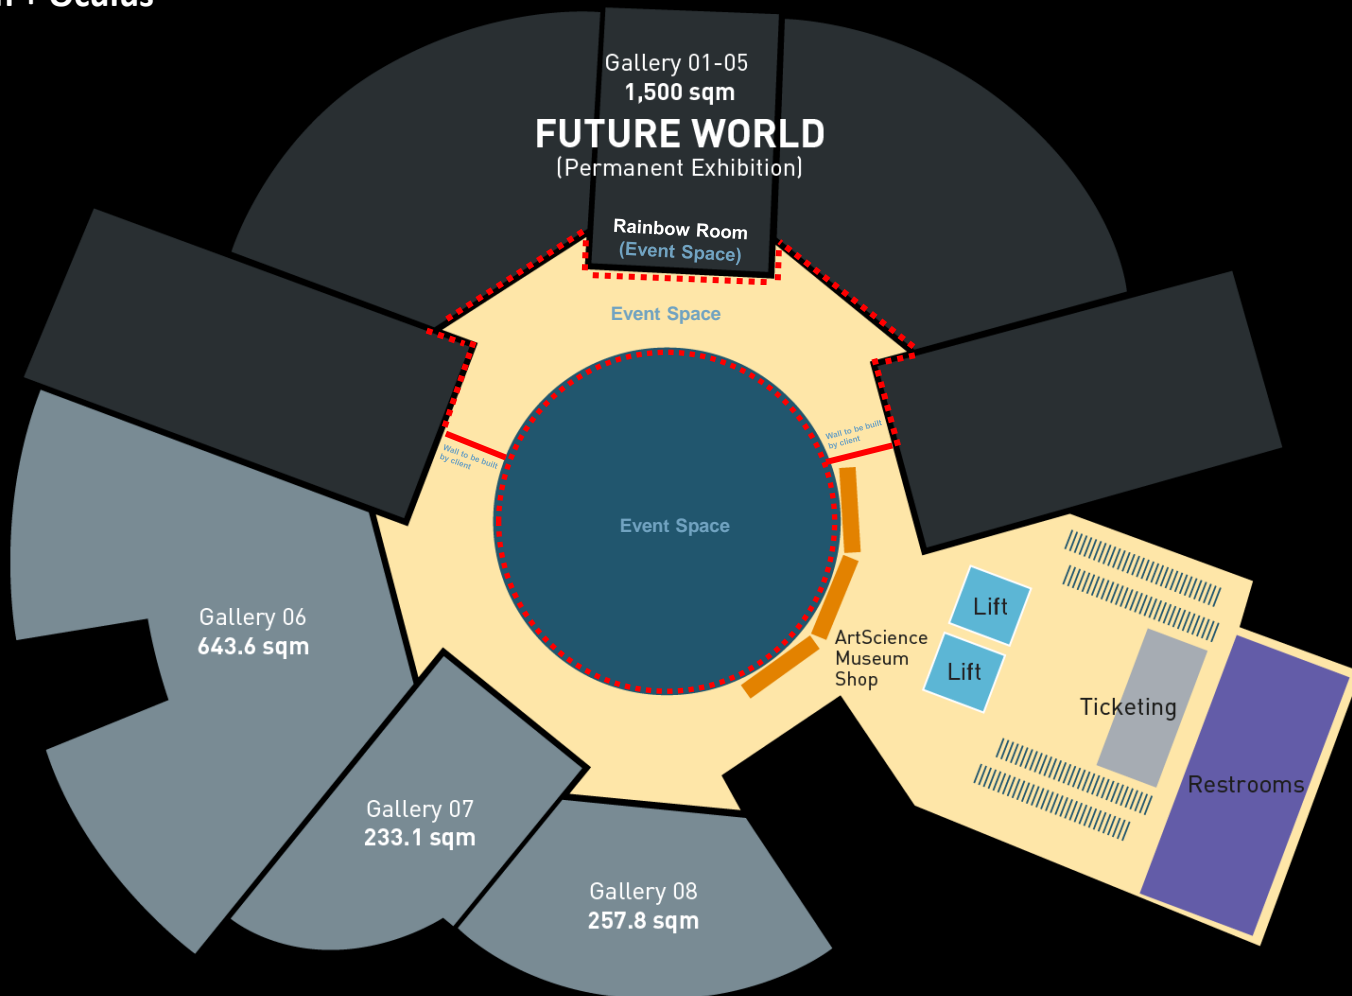 + Oculus
Gallery 01-05
1,500 sqm
FUTURE WORLD
(Permanent Exhibition)
Rainbow Room
(Event Space)
Event Space
Wall to be built
by client
Wall to be built
by client
Event Space
Lift
Lift
ArtScience
Museum
Shop
Ticketing
Restrooms
Gallery 06
643.6 sqm
Gallery 07
233.1 sqm
Gallery 08
257.8 sqm